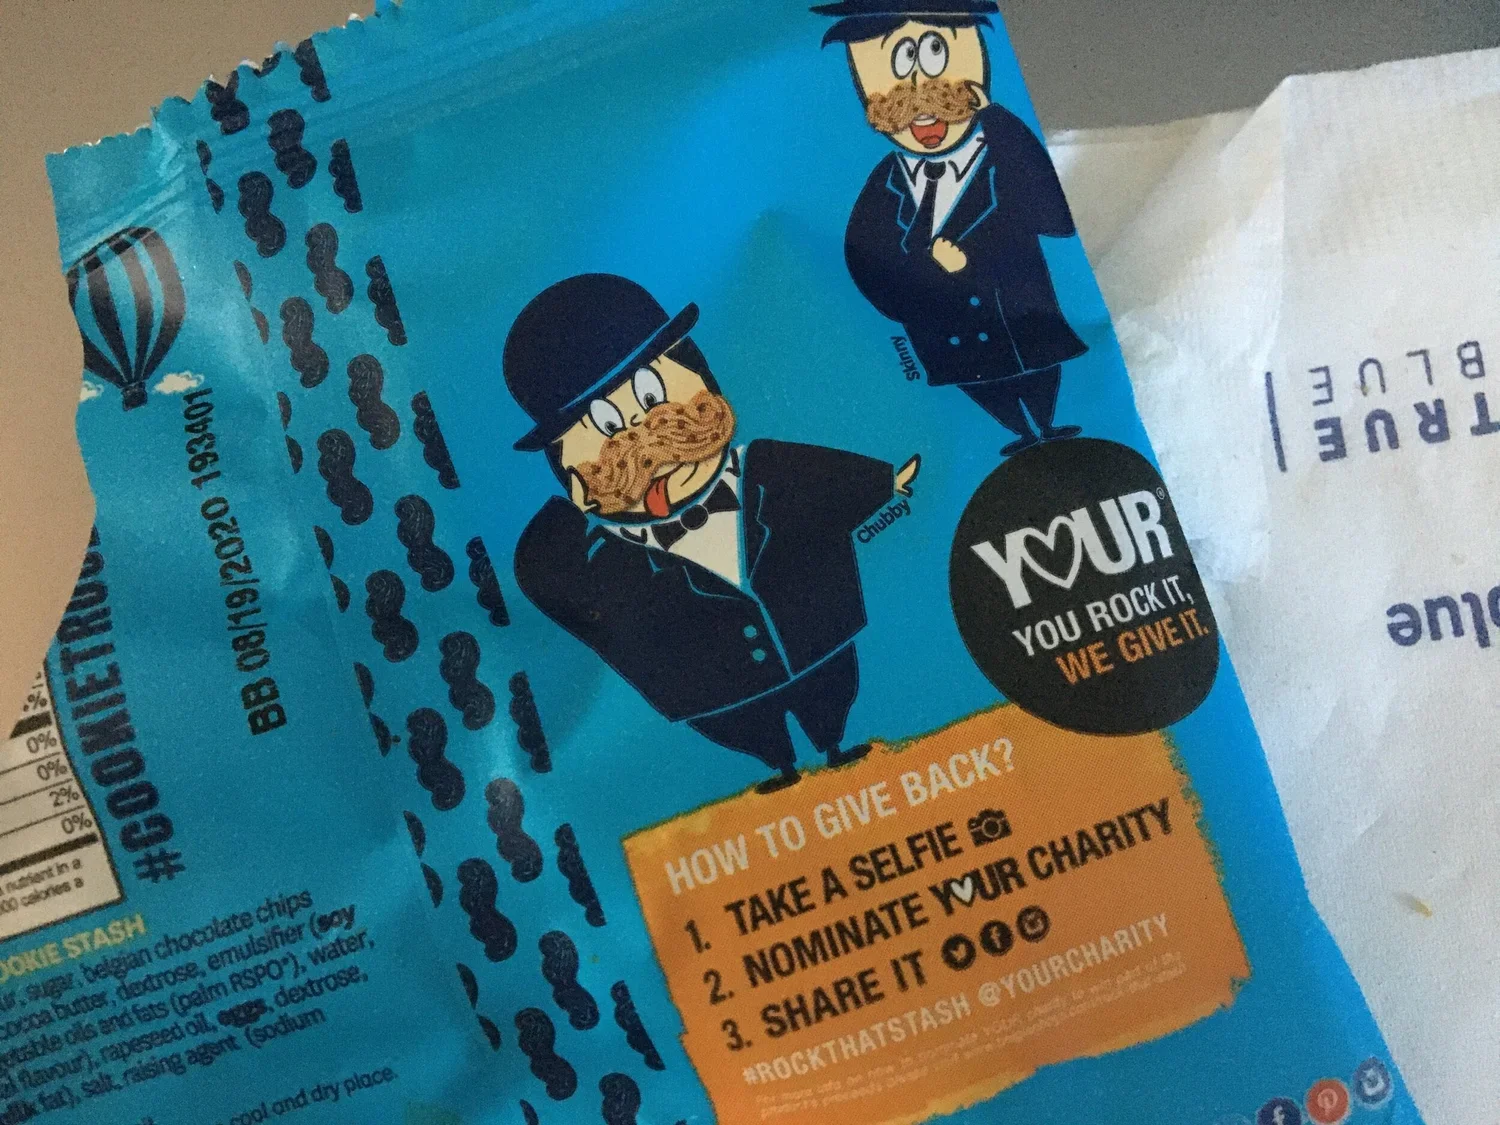 Skinny
Chubby
YOUR®
YOU ROCK IT,
WE GIVE IT.
HOW TO GIVE BACK?
1. TAKE A SELFIE
2. NOMINATE YOUR CHARITY
3. SHARE IT
#ROCKTHATSTASH @YOURCHARITY
BB 08/19/2020 193401
#COOKIETROC
0%
0%
2%
0%
nutrient in a
calories a
OOKIE STASH
sugar, belgian chocolate chips
cocoa butter, dextrose, emulsifier (soy
oils and fats (palm RSPO*), water,
flavour), rapeseed oil, eggs, dextrose,
fat), salt, raising agent (sodium
cool and dry place.
TRUE
BLUE
TRUE
blue